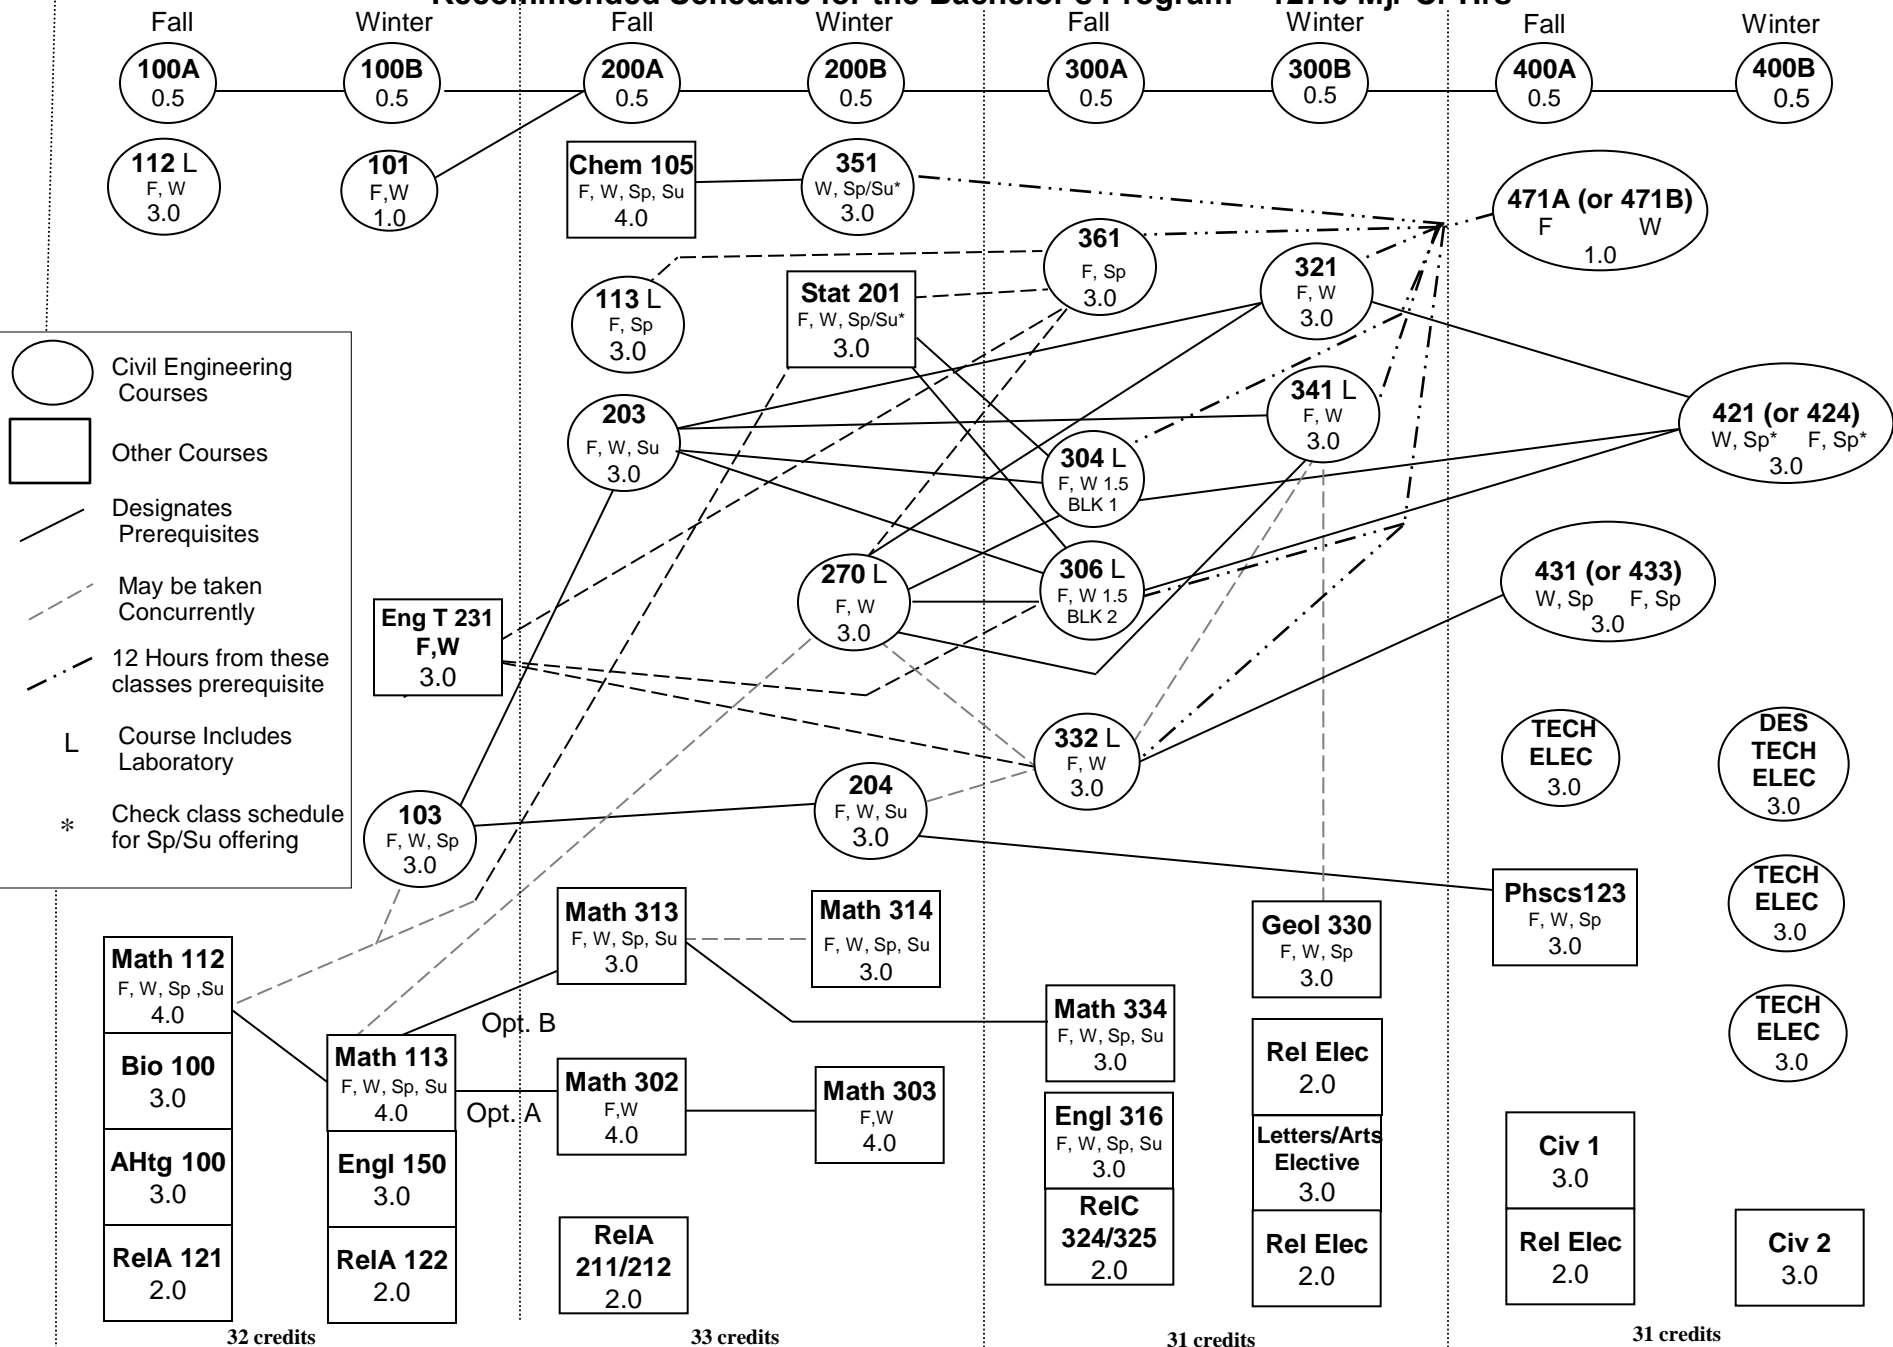 Recommended Schedule for the Bachelor's Program
Fall Winter Fall Winter Fall Winter Fall Winter
100A
0.5
100B
0.5
200A
0.5
200B
0.5
300A
0.5
300B
0.5
400A
0.5
400B
0.5
112 L
F, W
3.0
101
F,W
1.0
Chem 105
F, W, Sp, Su
4.0
351
W, Sp/Su*
3.0
471A (or 471B)
F W
1.0
361
F, Sp
3.0
321
F, W
3.0
113 L
F, Sp
3.0
Stat 201
F, W, Sp/Su*
3.0
Civil Engineering
Courses
Other Courses
Designates
Prerequisites
May be taken
Concurrently
12 Hours from these
classes prerequisite
L Course Includes
Laboratory
* Check class schedule
for Sp/Su offering
203
F, W, Su
3.0
341 L
F, W
3.0
421 (or 424)
W, Sp* F, Sp*
3.0
304 L
F, W 1.5
BLK 1
270 L
F, W
3.0
306 L
F, W 1.5
BLK 2
431 (or 433)
W, Sp F, Sp
3.0
Eng T 231
F,W
3.0
332 L
F, W
3.0
TECH
ELEC
3.0
DES
TECH
ELEC
3.0
103
F, W, Sp
3.0
204
F, W, Su
3.0
Math 313
F, W, Sp, Su
3.0
Math 314
F, W, Sp, Su
3.0
Geol 330
F, W, Sp
3.0
Phscs123
F, W, Sp
3.0
TECH
ELEC
3.0
Math 112
F, W, Sp ,Su
4.0
Opt. B
Math 334
F, W, Sp, Su
3.0
TECH
ELEC
3.0
Bio 100
3.0
Math 113
F, W, Sp, Su
4.0
Opt. A
Math 302
F,W
4.0
Math 303
F,W
4.0
Rel Elec
2.0
Engl 316
F, W, Sp, Su
3.0
Letters/Arts
Elective
3.0
Civ 1
3.0
AHtg 100
3.0
Engl 150
3.0
RelC
324/325
2.0
RelA 121
2.0
RelA 122
2.0
RelA
211/212
2.0
Rel Elec
2.0
Rel Elec
2.0
Civ 2
3.0
32 credits 33 credits 31 credits 31 credits